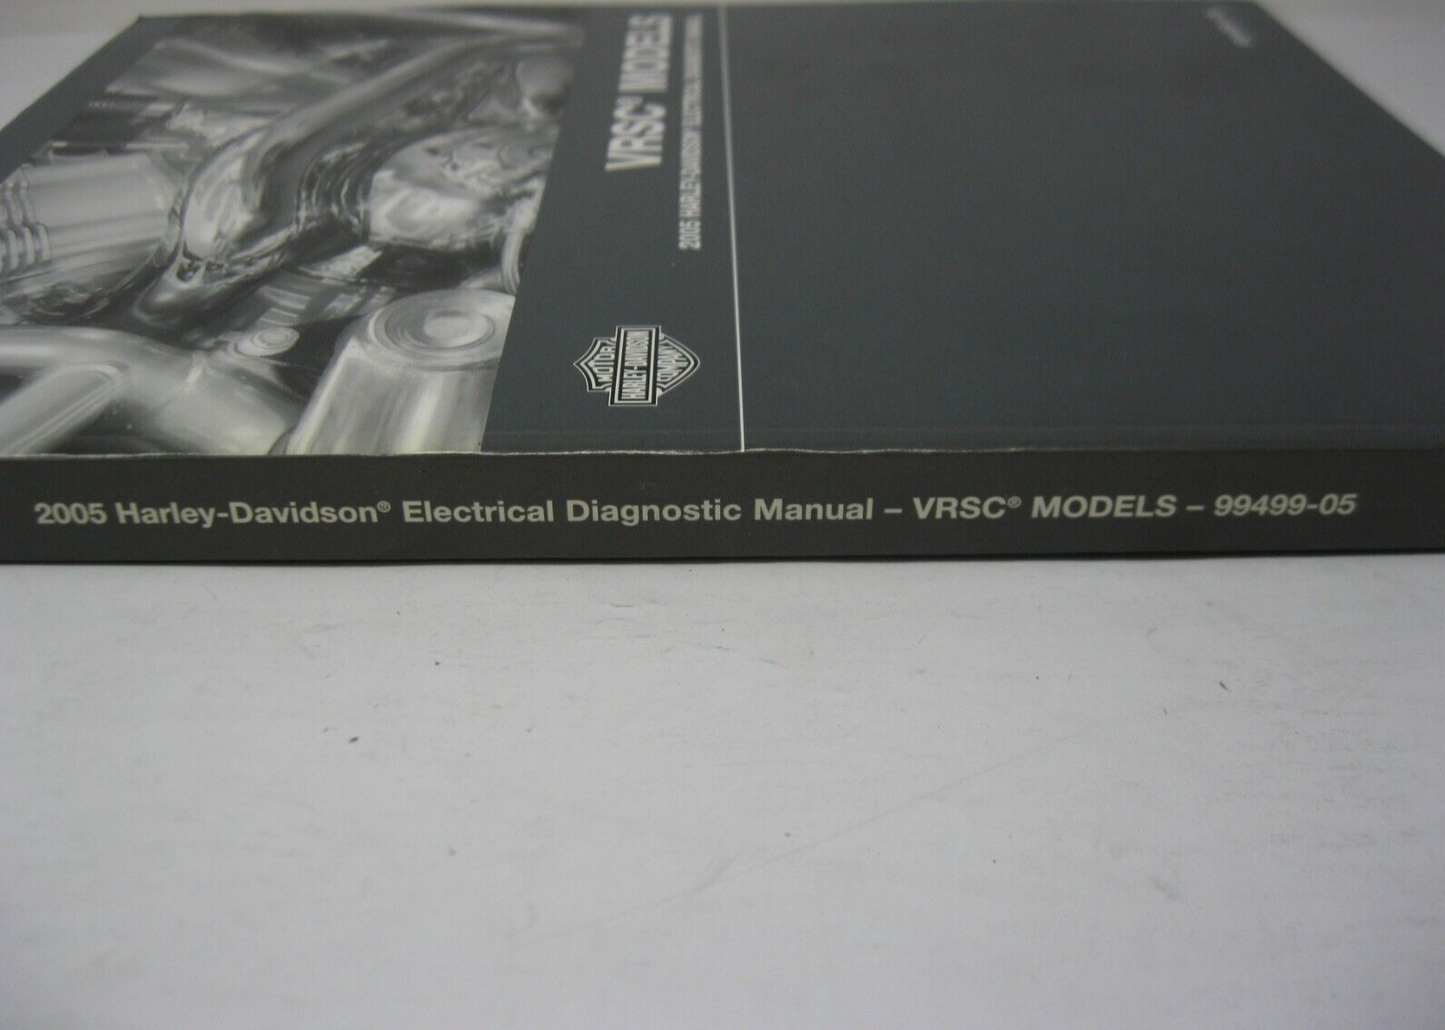 VRSC® MODELS
2005 HARLEY-DAVIDSON® ELECTRICAL DIAGNOSTIC MANUAL
MOTOR
HARLEY-DAVIDSON
COMPANY
2005 Harley-Davidson® Electrical Diagnostic Manual – VRSC® MODELS – 99499-05